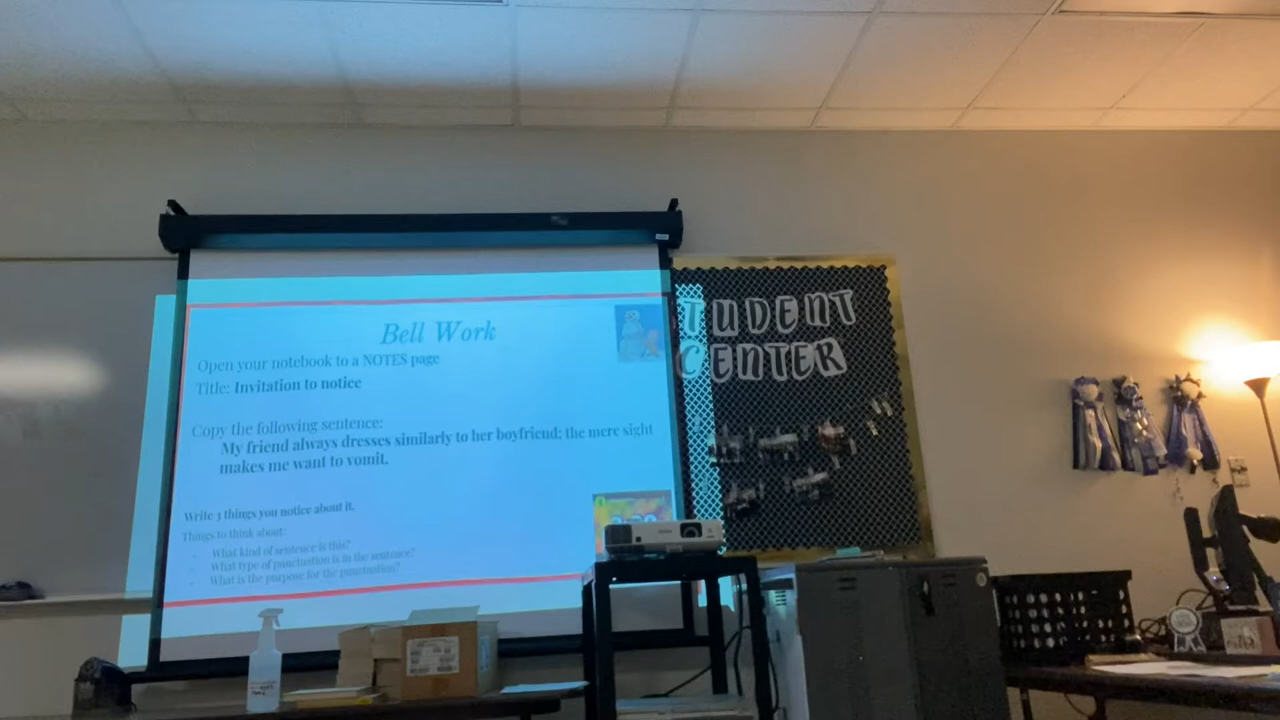 Bell Work
Open your notebook to a NOTES page
Title: Invitation to notice
Copy the following sentence:
My friend always dresses similarly to her boyfriend; the mere sight
makes me want to vomit.
Write 3 things you notice about it.
Things to think about:
What kind of sentence is this?
What type of punctuation is in the sentence?
What is the purpose for the punctuation?
TUDENT
CENTER